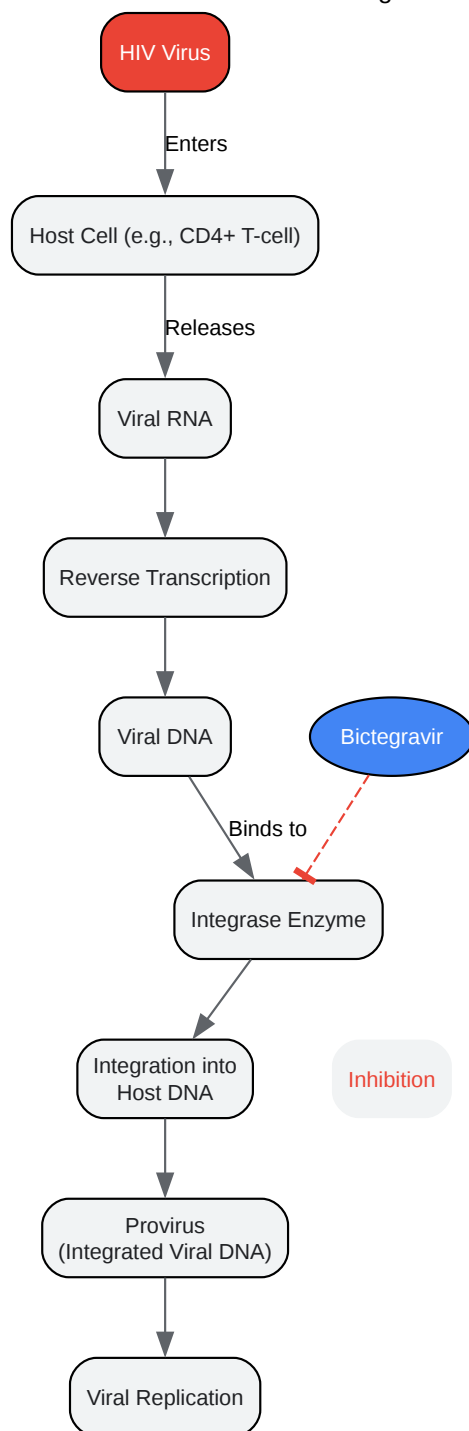 HIV Virus
Enters
Host Cell (e.g., CD4+ T-cell)
Releases
Viral RNA
Reverse Transcription
Viral DNA
Bictegravir
Binds to
Integrase Enzyme
Integration into
Host DNA
Inhibition
Provirus
(Integrated Viral DNA)
Viral Replication